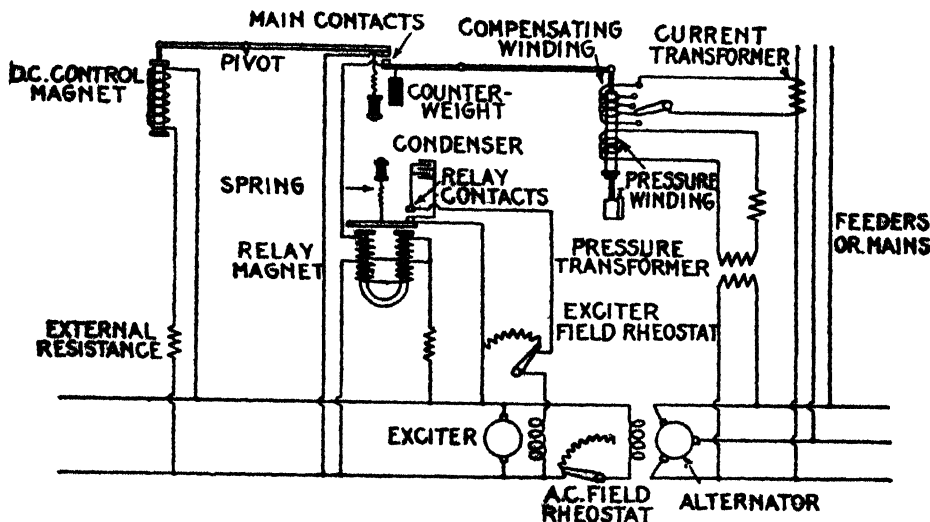 MAIN CONTACTS
COMPENSATING
WINDING
CURRENT
TRANSFORMER
PIVOT
D.C. CONTROL
MAGNET
COUNTER-
WEIGHT
CONDENSER
RELAY
CONTACTS
SPRING
PRESSURE
WINDING
FEEDERS
OR MAINS
RELAY
MAGNET
PRESSURE
TRANSFORMER
EXCITER
FIELD RHEOSTAT
EXTERNAL
RESISTANCE
EXCITER
A.C. FIELD
RHEOSTAT
ALTERNATOR